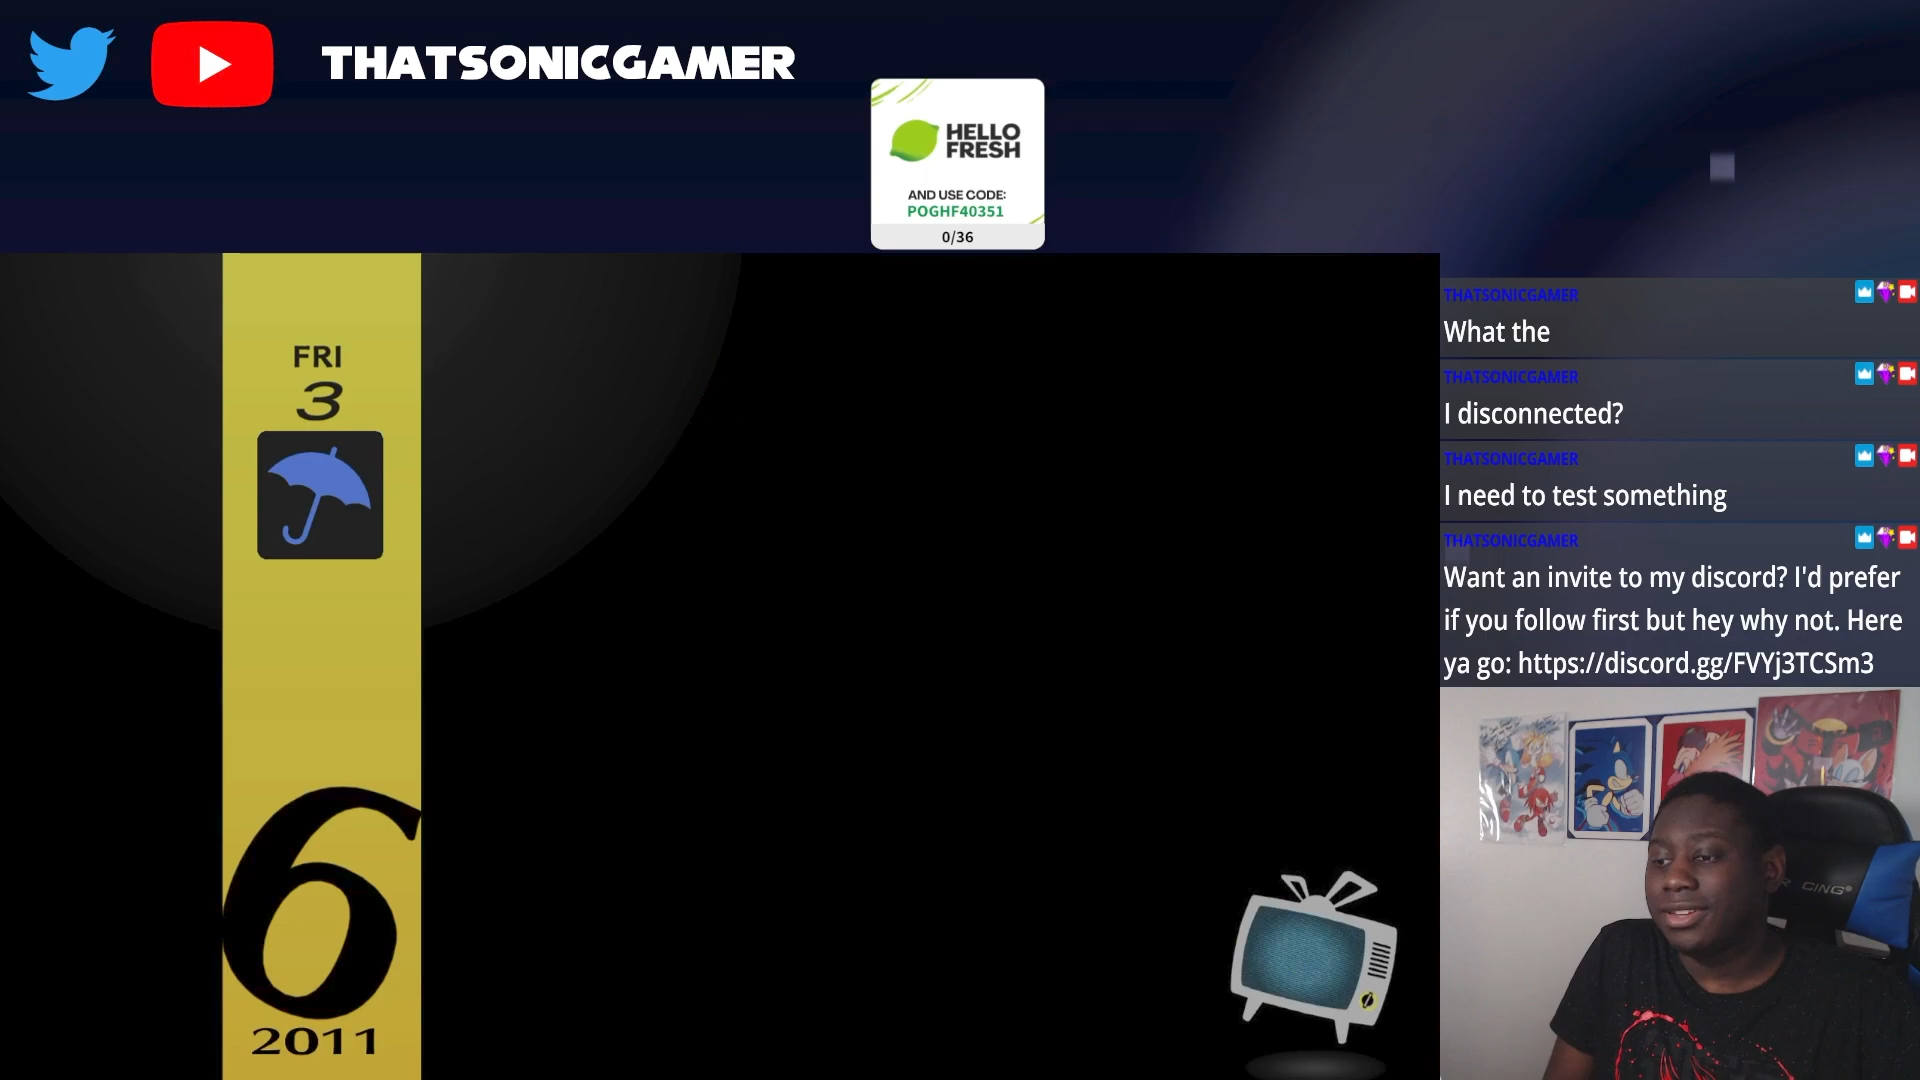 THATSONICGAMER
HELLO
FRESH
AND USE CODE:
POGHF40351
0/36
FRI
3
6
2011
THATSONICGAMER
What the
THATSONICGAMER
I disconnected?
THATSONICGAMER
I need to test something
THATSONICGAMER
Want an invite to my discord? I'd prefer
if you follow first but hey why not. Here
ya go: https://discord.gg/FVYj3TCSm3